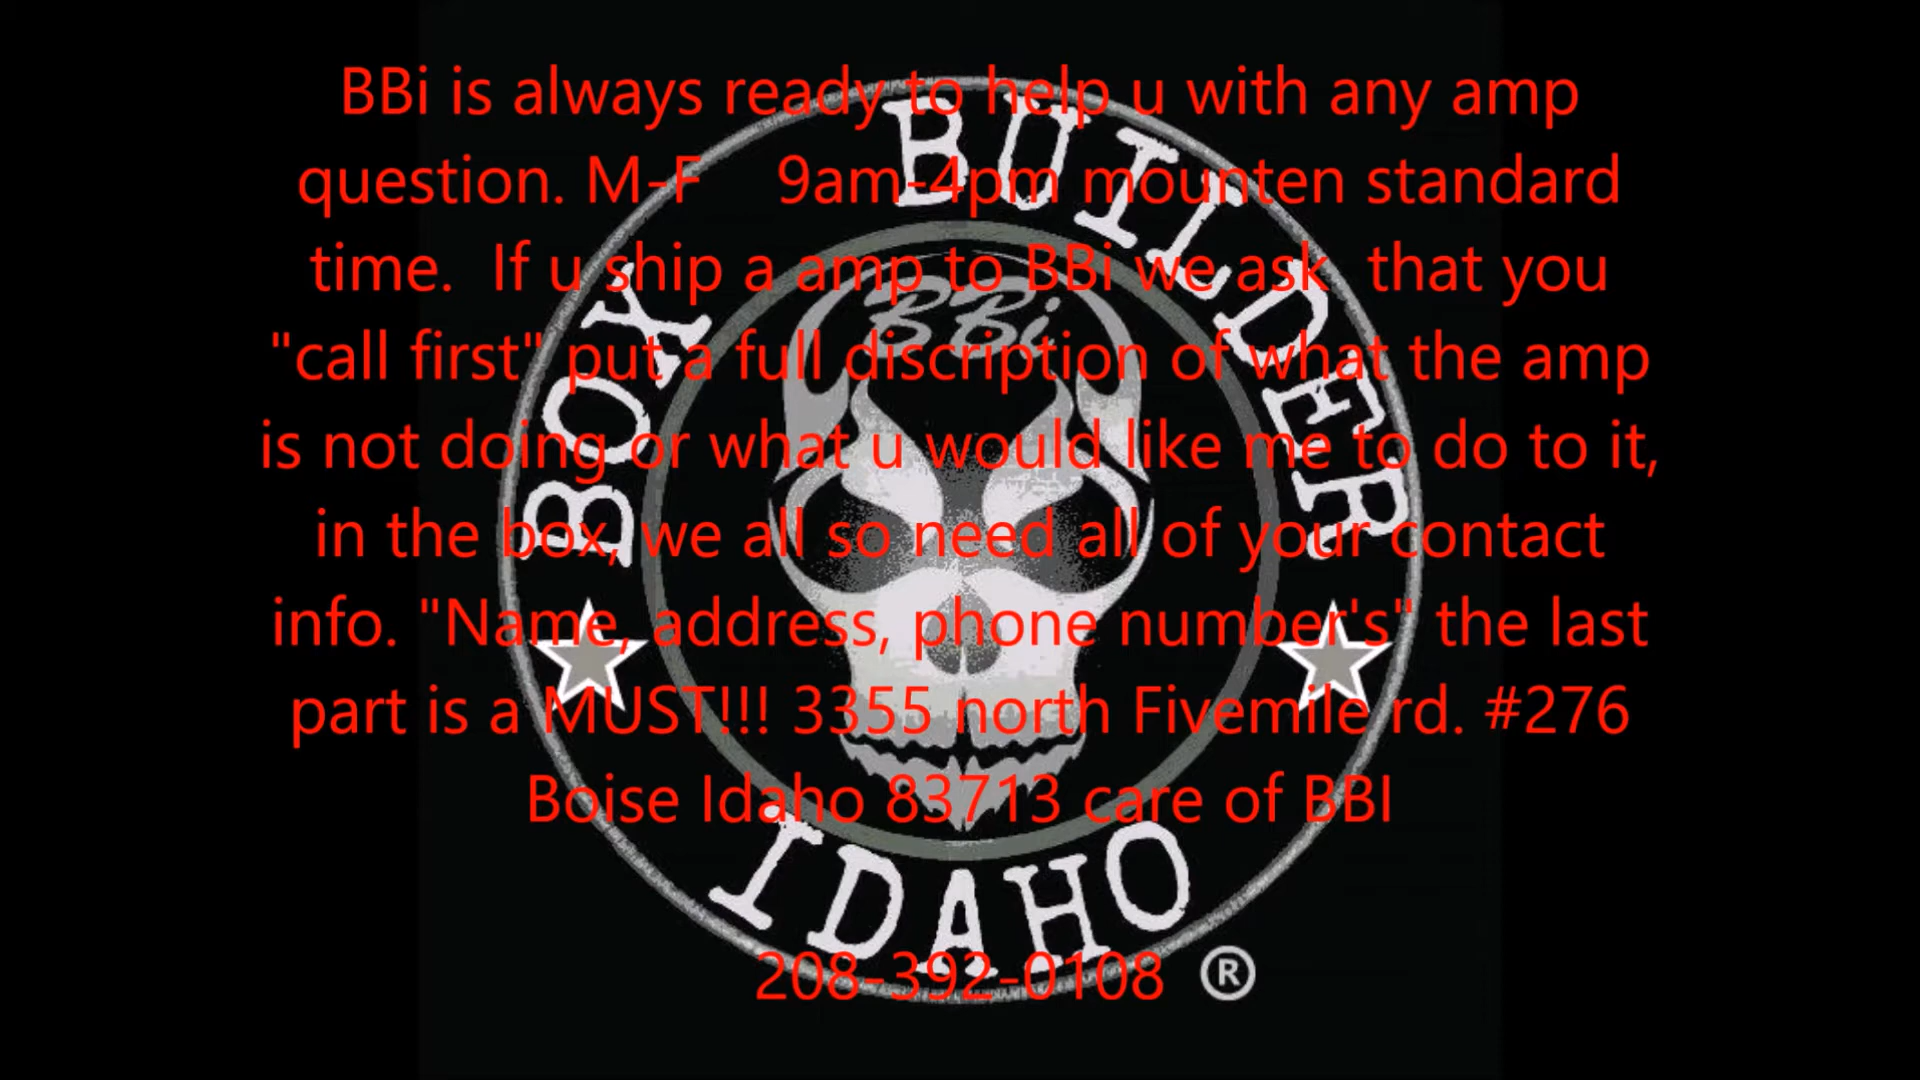 BBi is always ready to help u with any amp
question. M-F    9am-4pm mounten standard
time.  If u ship a amp to BBi we ask  that you
"call first" put a full discription of what the amp
is not doing or what u would like me to do to it,
in the box, we all so need all of your contact
info. "Name, address, phone number's"  the last
part is a MUST!!! 3355 north Fivemile rd. #276
Boise Idaho 83713 care of BBI
208-392-0108
BOX BUILDER
BBi
IDAHO
®